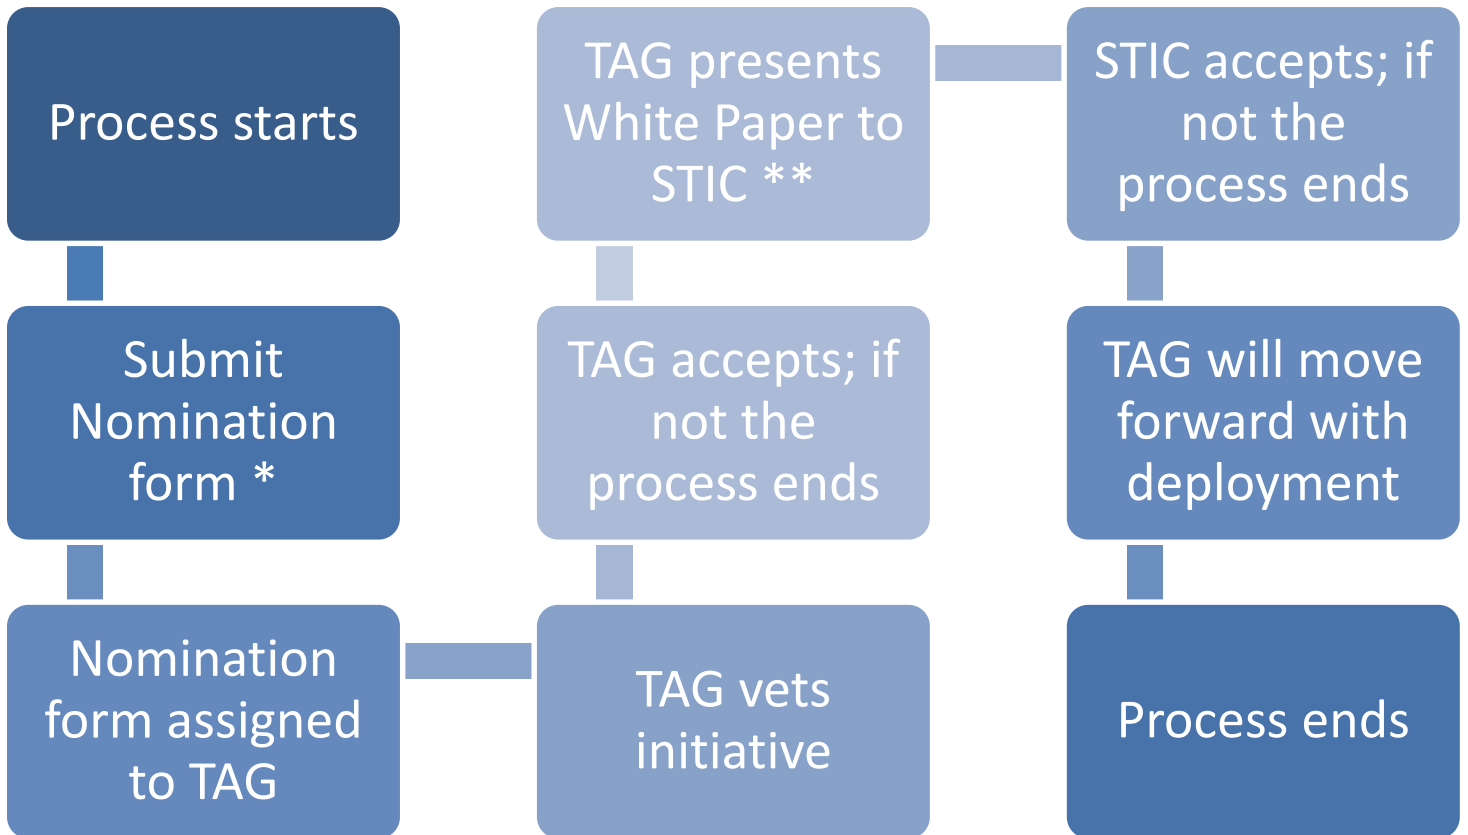 Process starts
Submit
Nomination
form *
Nomination
form assigned
to TAG
TAG vets
initiative
TAG accepts; if
not the
process ends
TAG presents
White Paper to
STIC **
STIC accepts; if
not the
process ends
TAG will move
forward with
deployment
Process ends